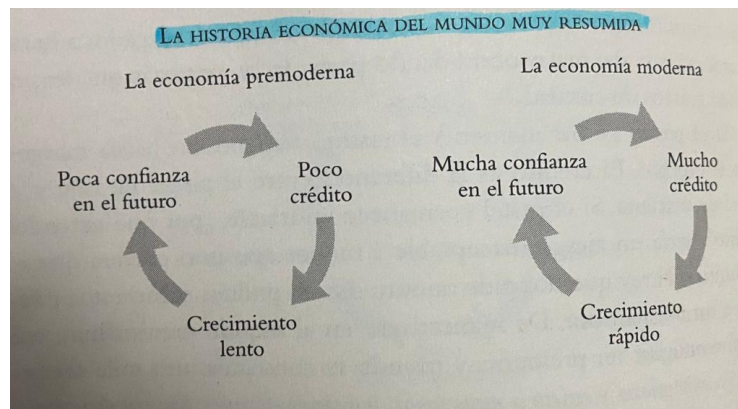 LA HISTORIA ECONÓMICA DEL MUNDO MUY RESUMIDA
La economía premoderna
Poca confianza
en el futuro
Poco
crédito
Crecimiento
lento
La economía moderna
Mucha confianza
en el futuro
Mucho
crédito
Crecimiento
rápido